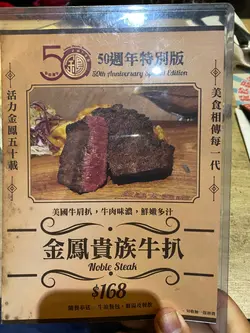 50
50週年特別版
50th Anniversary Special Edition
活力金鳳五十載
美食相傳每一代
美國牛肩扒，牛肉味濃，鮮嫩多汁
金鳳貴族牛扒
Noble Steak
$168